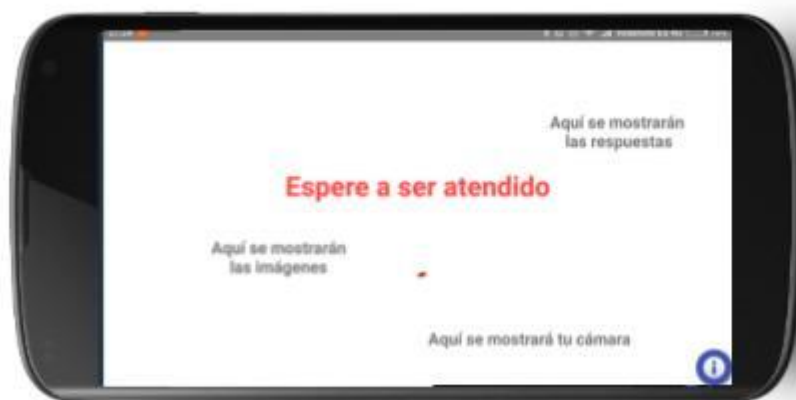 Aquí se mostrarán
las respuestas
Espere a ser atendido
Aquí se mostrarán
las imágenes
Aquí se mostrará tu cámara